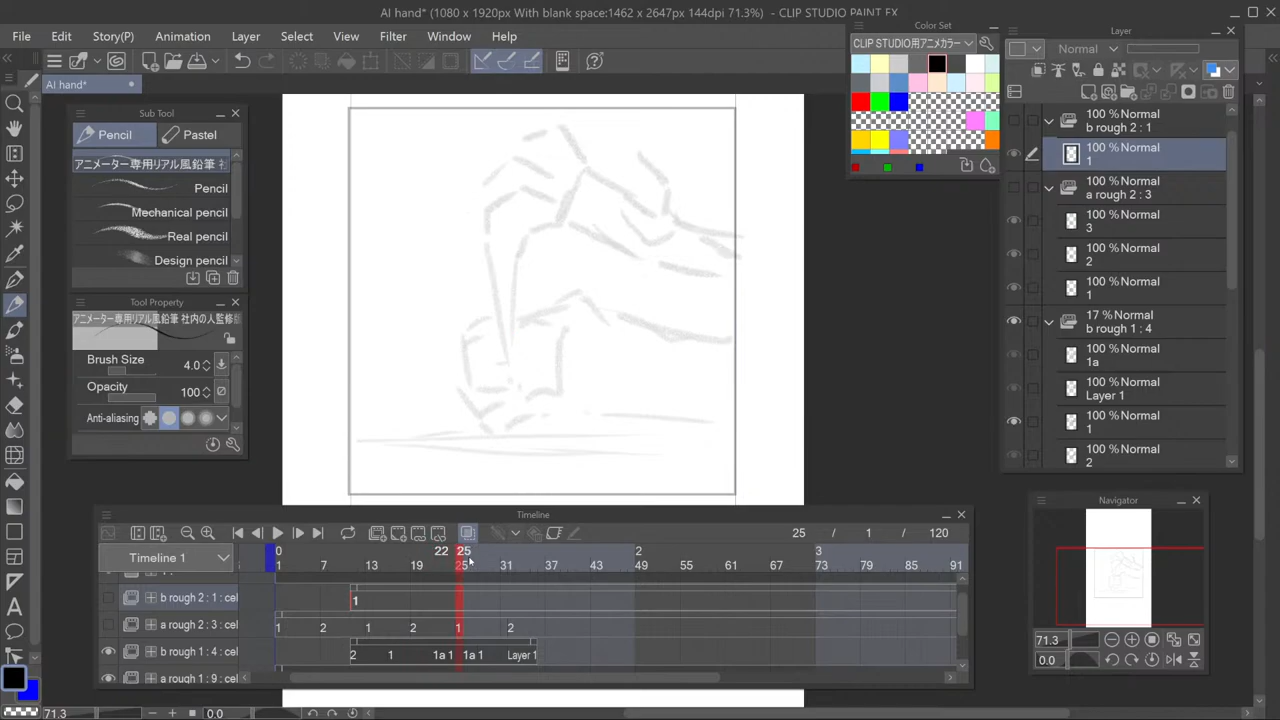 AI hand* (1080 x 1920px With blank space:1462 x 2647px 144dpi 71.3%) - CLIP STUDIO PAINT EX
File Edit Story(P) Animation Layer Select View Filter Window Help
AI hand*
Sub Tool
Pencil Pastel
アニメーター専用リアル風鉛筆 社
Pencil
Mechanical pencil
Real pencil
Design pencil
Tool Property
アニメーター専用リアル風鉛筆 社内の人監修版
Brush Size 4.0
Opacity 100
Anti-aliasing
Color Set
CLIP STUDIO用アニメカラー
Layer
Normal
100 % Normal
b rough 2 : 1
100 % Normal
1
100 % Normal
a rough 2 : 3
100 % Normal
3
100 % Normal
2
100 % Normal
1
17 % Normal
b rough 1 : 4
100 % Normal
1a
100 % Normal
Layer 1
100 % Normal
1
100 % Normal
2
Timeline
25 / 1 / 120
Timeline 1
0 22 25 2 3
1 7 13 19 25 31 37 43 49 55 61 67 73 79 85 91
b rough 2 : 1 : cel
1
a rough 2 : 3 : cel
1 2 1 2 1 2
b rough 1 : 4 : cel
2 1 1a 1 1a 1 Layer 1
a rough 1 : 9 : cel
Navigator
71.3
0.0
71.3 0.0